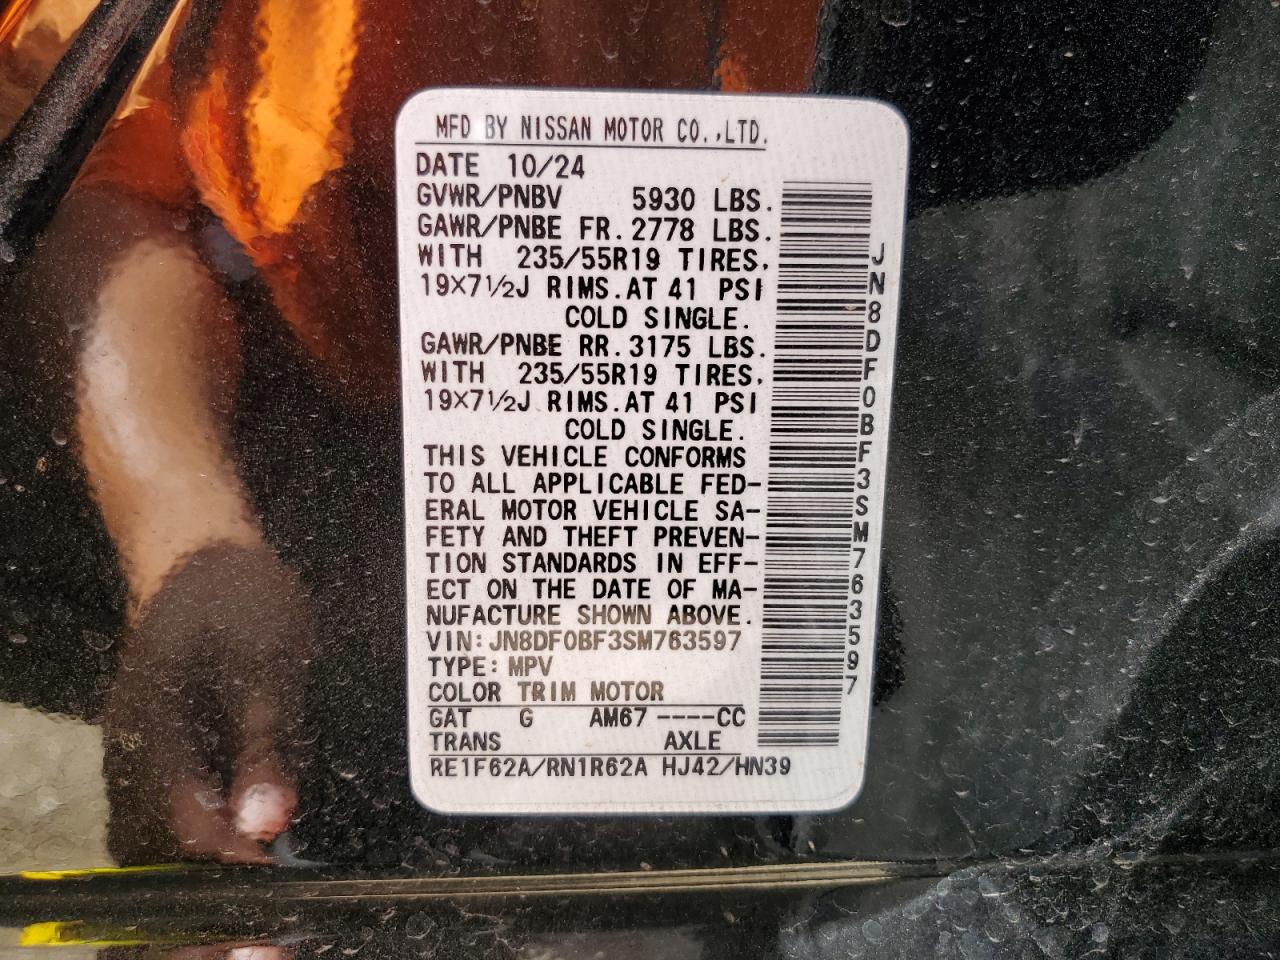 MFD BY NISSAN MOTOR CO.,LTD.
DATE 10/24
GVWR/PNBV 5930 LBS.
GAWR/PNBE FR. 2778 LBS.
WITH 235/55R19 TIRES,
19×7½J RIMS. AT 41 PSI
COLD SINGLE.
GAWR/PNBE RR. 3175 LBS.
WITH 235/55R19 TIRES,
19×7½J RIMS. AT 41 PSI
COLD SINGLE.
THIS VEHICLE CONFORMS
TO ALL APPLICABLE FED-
ERAL MOTOR VEHICLE SA-
FETY AND THEFT PREVEN-
TION STANDARDS IN EFF-
ECT ON THE DATE OF MA-
NUFACTURE SHOWN ABOVE.
VIN: JN8DF0BF3SM763597
TYPE: MPV
COLOR TRIM MOTOR
GAT G AM67 ----CC
TRANS AXLE
RE1F62A/RN1R62A HJ42/HN39
JN8DF0BF3SM763597